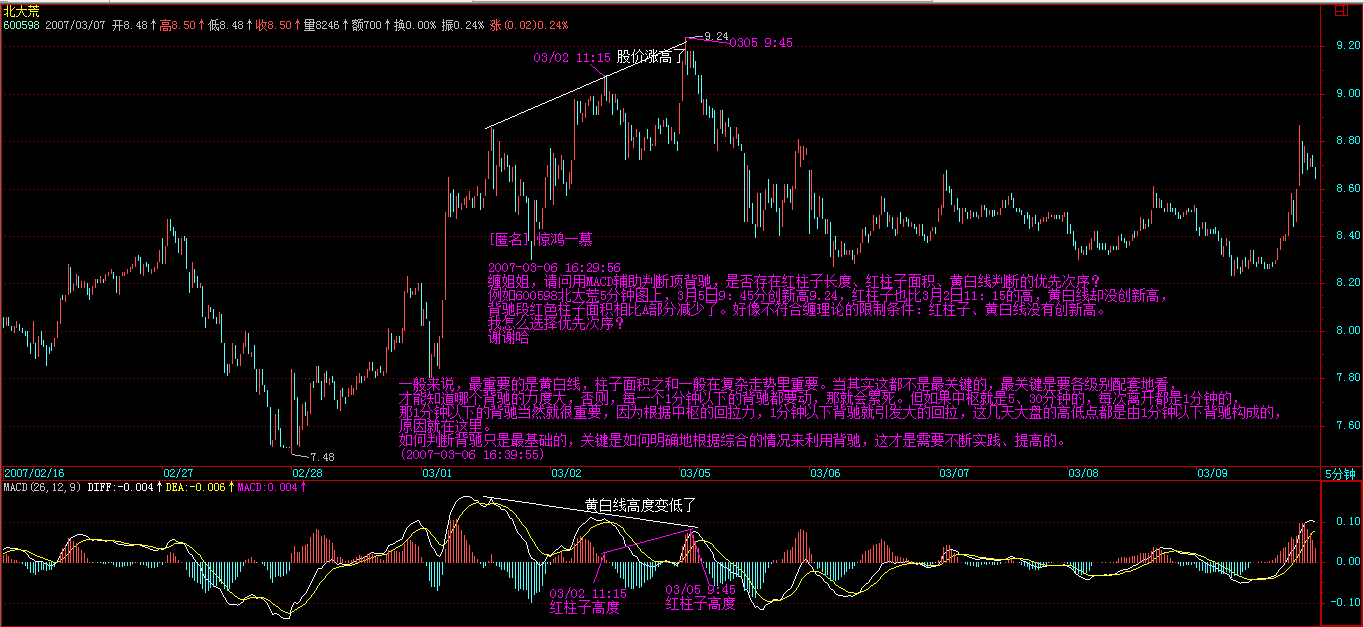 北大荒
600598 2007/03/07 开8.48↑高8.50↑低8.48↑收8.50↑量8246↑额700↑换0.00% 振0.24% 涨(0.02)0.24%
9.24
0305 9:45
03/02 11:15 股价涨高了
9.20
9.00
8.80
8.60
8.40
8.20
8.00
7.80
7.60
[匿名] 惊鸿一慕
2007-03-06 16:29:56
缠姐姐，请问用MACD辅助判断顶背驰，是否存在红柱子长度、红柱子面积、黄白线判断的优先次序？
例如600598北大荒5分钟图上，3月5日9：45分创新高9.24，红柱子也比3月2日11：15的高，黄白线却没创新高，
背驰段红色柱子面积相比A部分减少了。好像不符合缠理论的限制条件：红柱子、黄白线没有创新高。
我怎么选择优先次序？
谢谢哈
一般来说，最重要的是黄白线，柱子面积之和一般在复杂走势里重要。当其实这都不是最关键的，最关键是要各级别配套地看，
才能知道哪个背驰的力度大，否则，每一个1分钟以下的背驰都要动，那就会累死。但如果中枢就是5、30分钟的，每次离开都是1分钟的，
那1分钟以下的背驰当然就很重要，因为根据中枢的回拉力，1分钟以下背驰就引发大的回拉，这几天大盘的高低点都是由1分钟以下背驰构成的，
原因就在这里。
如何判断背驰只是最基础的，关键是如何明确地根据综合的情况来利用背驰，这才是需要不断实践、提高的。
(2007-03-06 16:39:55)
7.48
2007/02/16 02/27 02/28 03/01 03/02 03/05 03/06 03/07 03/08 03/09 5分钟
MACD(26,12,9) DIFF:-0.004↑DEA:-0.006↑MACD:0.004↑
黄白线高度变低了
0.10
0.00
-0.10
03/02 11:15
红柱子高度
03/05 9:45
红柱子高度